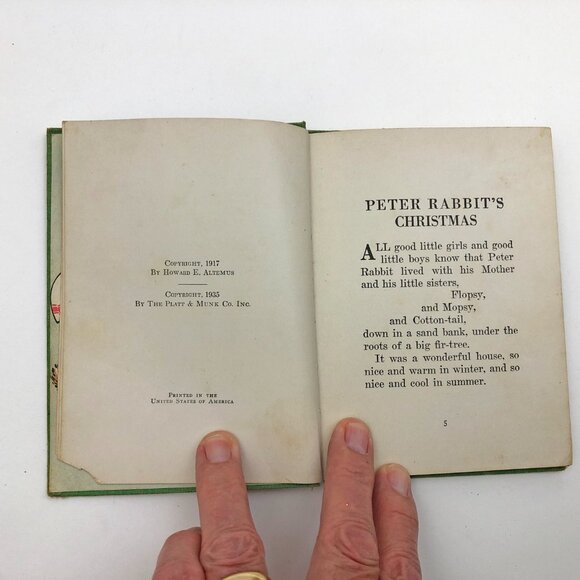 Copyright, 1917
By Howard E. Altemus
Copyright, 1935
By The Platt & Munk Co. Inc.
Printed in the
United States of America
PETER RABBIT'S
CHRISTMAS
ALL good little girls and good
little boys know that Peter
Rabbit lived with his Mother
and his little sisters,
Flopsy,
and Mopsy,
and Cotton-tail,
down in a sand bank, under the
roots of a big fir-tree.
It was a wonderful house, so
nice and warm in winter, and so
nice and cool in summer.
5